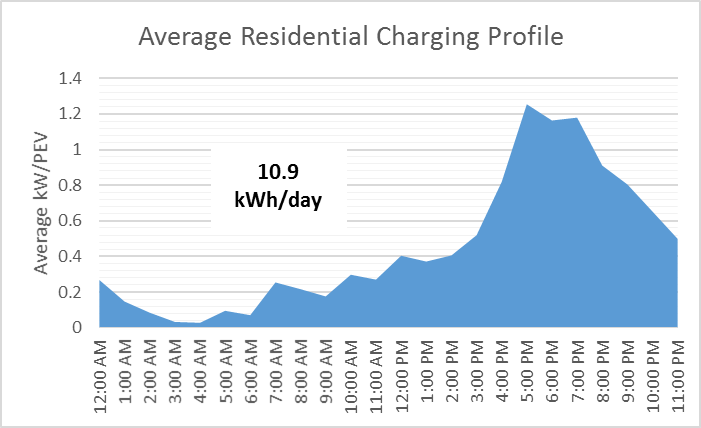 Average Residential Charging Profile
Average kW/PEV
1.4
1.2
1
0.8
0.6
0.4
0.2
0
10.9
kWh/day
12:00 AM
1:00 AM
2:00 AM
3:00 AM
4:00 AM
5:00 AM
6:00 AM
7:00 AM
8:00 AM
9:00 AM
10:00 AM
11:00 AM
12:00 PM
1:00 PM
2:00 PM
3:00 PM
4:00 PM
5:00 PM
6:00 PM
7:00 PM
8:00 PM
9:00 PM
10:00 PM
11:00 PM